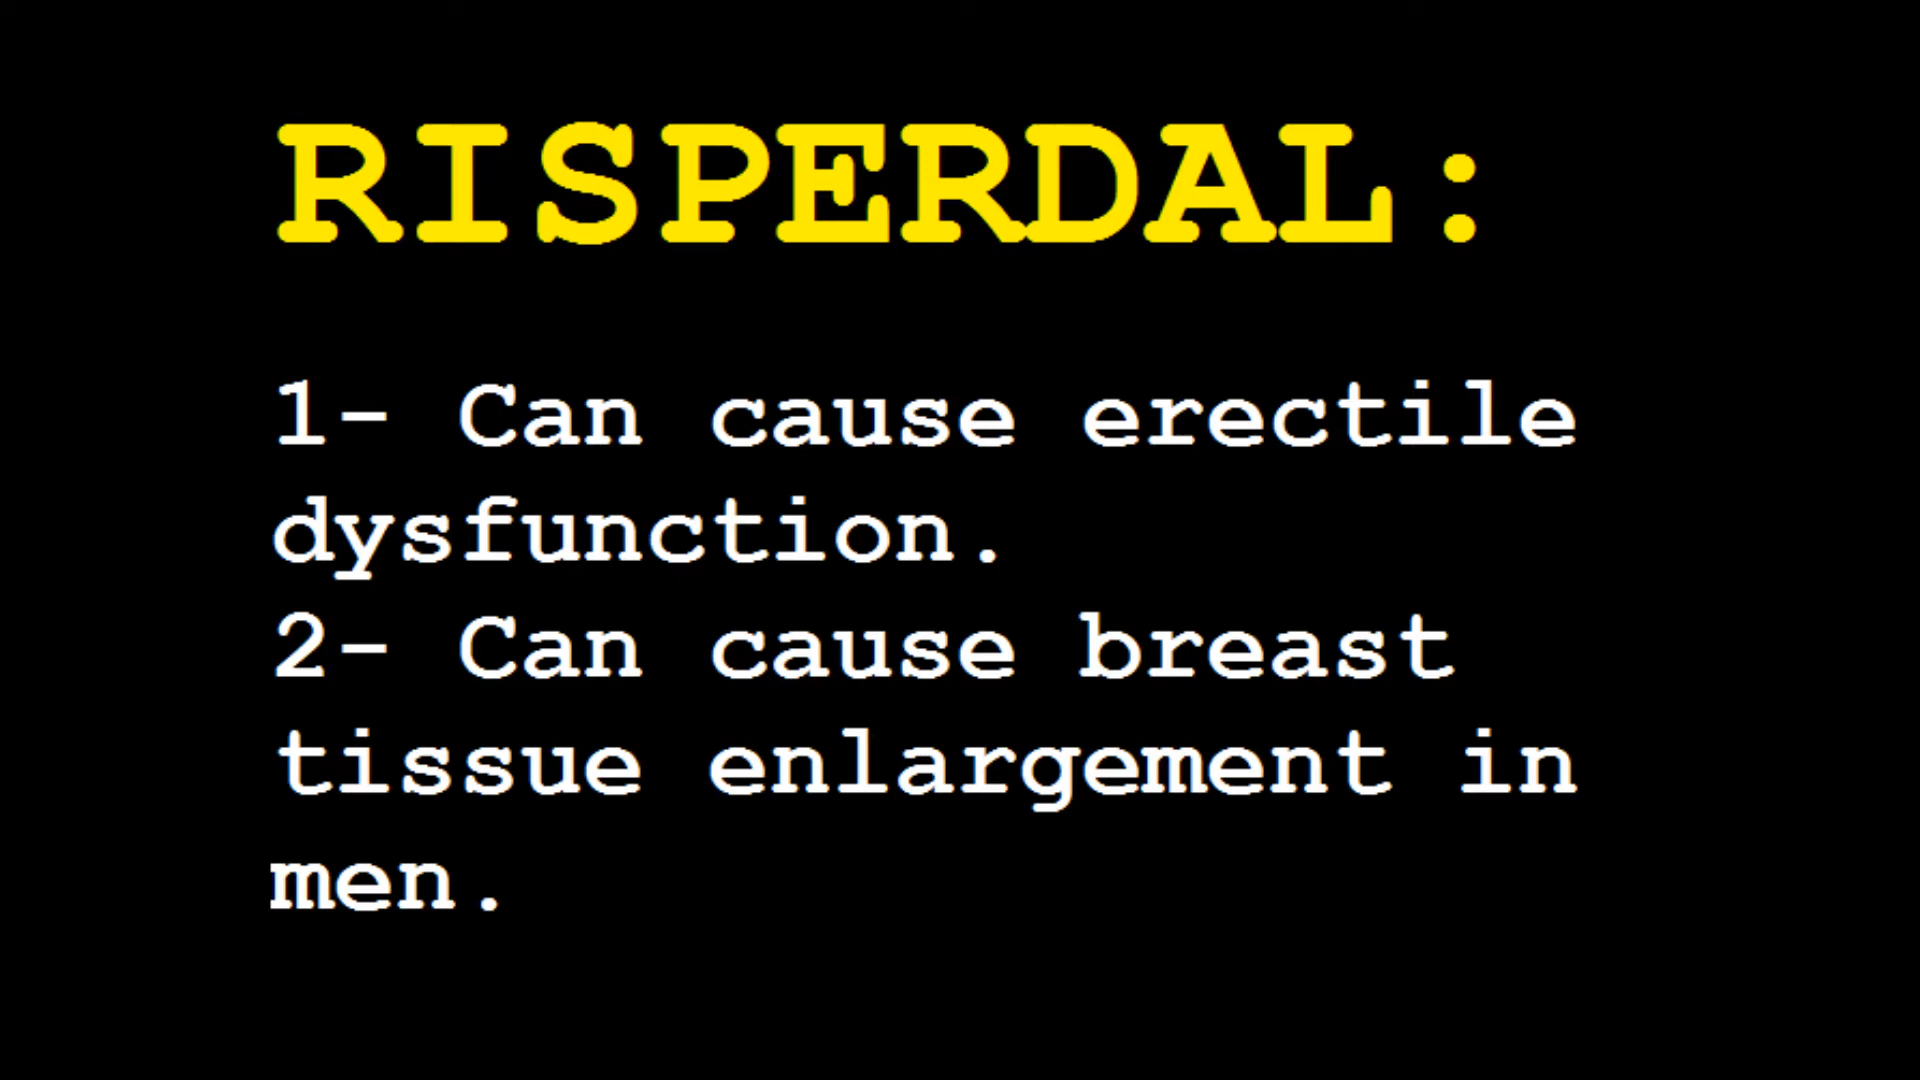 RISPERDAL:
1- Can cause erectile
dysfunction.
2- Can cause breast
tissue enlargement in
men.